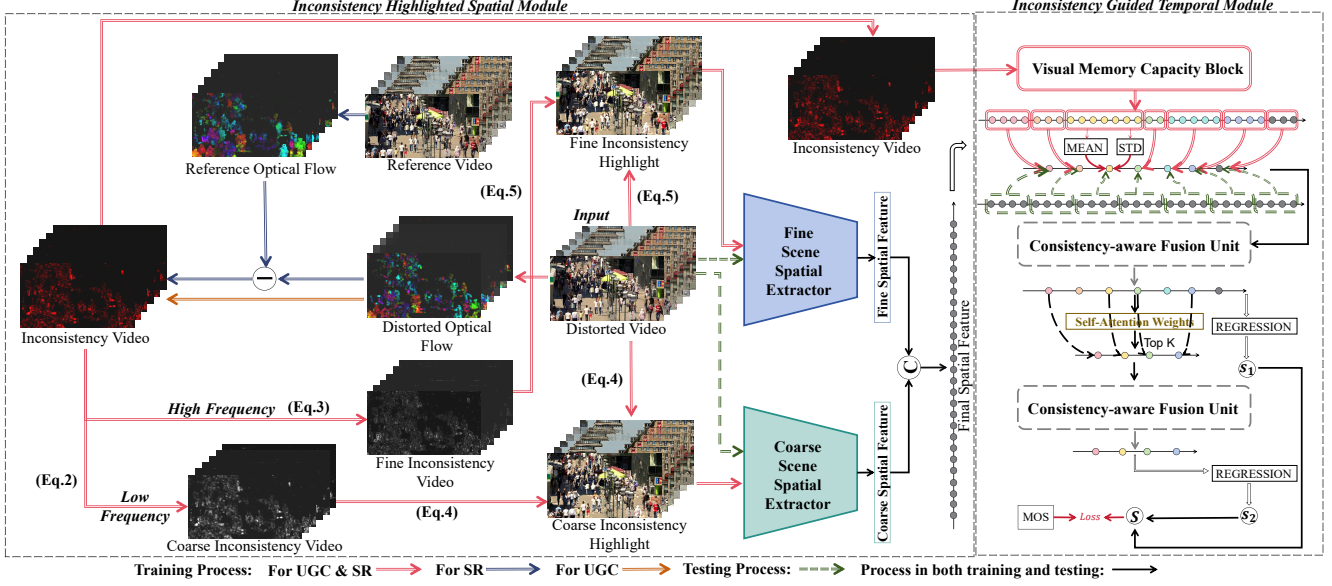 Inconsistency Highlighted Spatial Module
Inconsistency Guided Temporal Module
Reference Optical Flow
Reference Video
Fine Inconsistency
Highlight
Inconsistency Video
(Eq.5)
(Eq.5)
Input
Inconsistency Video
Distorted Optical
Flow
Distorted Video
(Eq.4)
High Frequency
(Eq.3)
Fine Inconsistency
Video
(Eq.2)
Low
Frequency
Coarse Inconsistency Video
(Eq.4)
Coarse Inconsistency
Highlight
Fine
Scene
Spatial
Extractor
Fine Spatial Feature
C
Coarse
Scene
Spatial
Extractor
Coarse Spatial Feature
Final Spatial Feature
Visual Memory Capacity Block
MEAN
STD
Consistency-aware Fusion Unit
Self-Attention Weights
Top K
REGRESSION
S1
Consistency-aware Fusion Unit
REGRESSION
S2
MOS
Loss
S
Training Process: For UGC & SR For SR For UGC Testing Process: Process in both training and testing: